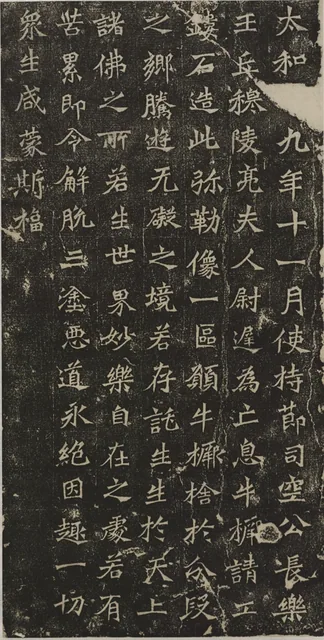 太和 九年十一月使持節司空公長樂
王丘穆陵亮夫人尉遲為亡息牛橛請工
鏤石造此弥勒像一區願牛橛捨於分段
之鄉騰遊无礙之境若存託生生於天上
諸佛之所若生世界妙樂自在之處若有
苦累即令解脱三塗悪道永絶因趣一切
衆生咸蒙斯福